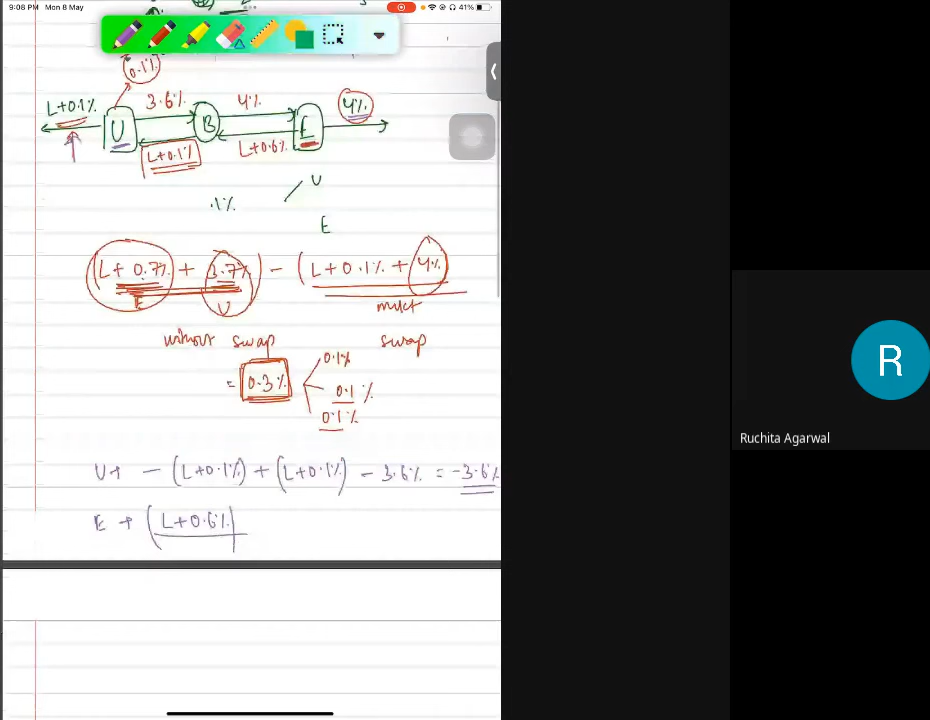 9:08 PM Mon 8 May
41%
0.1%
L+0.1% 3.6% 4% 4%
U B E
L+0.1% L+0.6%
U
.1%
E
(L + 0.7% + 3.7%) - (L + 0.1% + 4%)
E U
without swap swap
= 0.3%
0.1%
0.1%
0.1%
U → - (L+0.1%) + (L+0.1%) - 3.6% = -3.6%
E → (L+0.6%)
R
Ruchita Agarwal